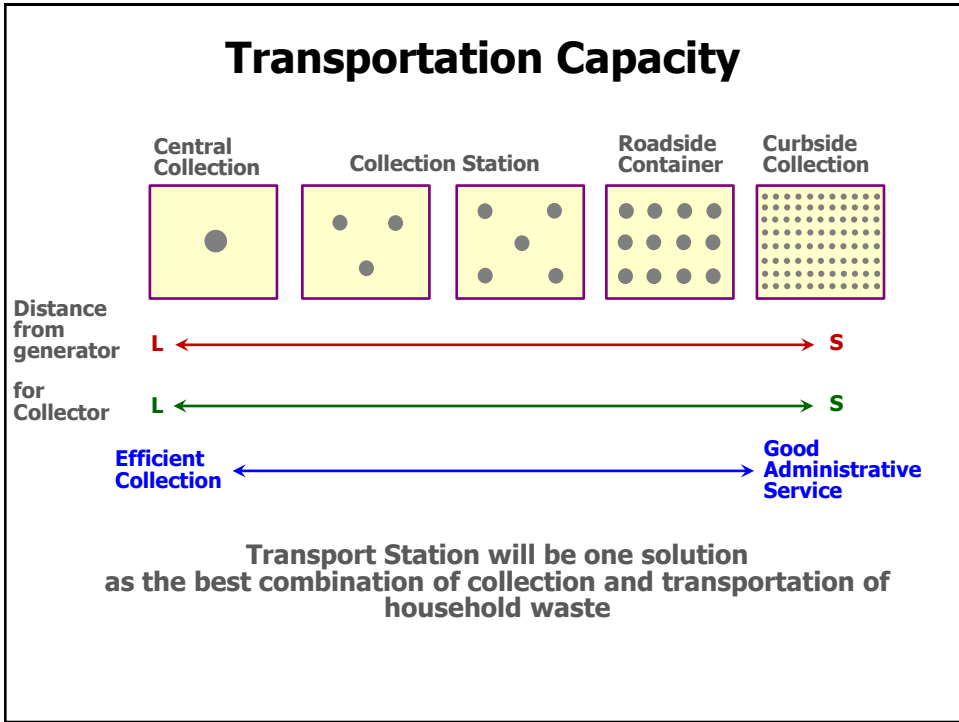 Transportation Capacity
Central
Collection
Collection Station
Roadside
Container
Curbside
Collection
Distance
from
generator
L
S
for
Collector
L
S
Efficient
Collection
Good
Administrative
Service
Transport Station will be one solution
as the best combination of collection and transportation of
household waste